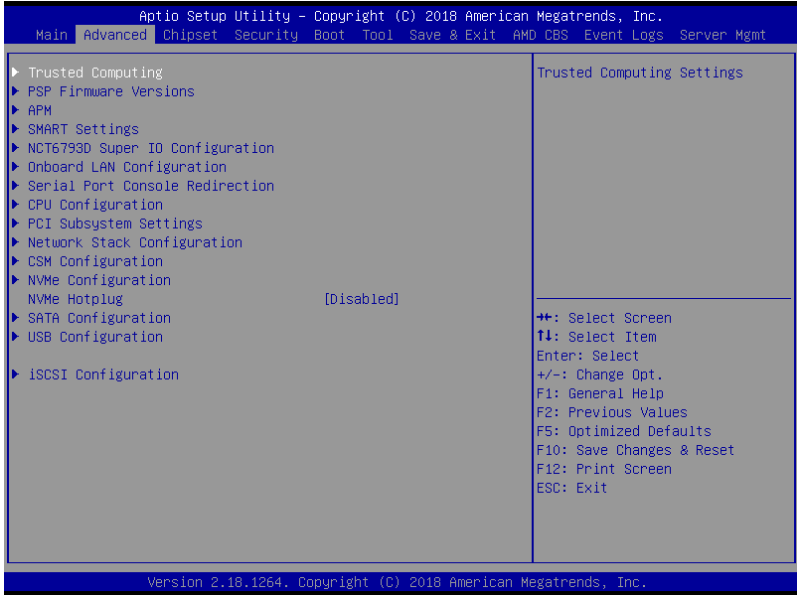 Aptio Setup Utility – Copyright (C) 2018 American Megatrends, Inc.
Main Advanced Chipset Security Boot Tool Save & Exit AMD CBS Event Logs Server Mgmt
Trusted Computing
PSP Firmware Versions
APM
SMART Settings
NCT6793D Super IO Configuration
Onboard LAN Configuration
Serial Port Console Redirection
CPU Configuration
PCI Subsystem Settings
Network Stack Configuration
CSM Configuration
NVMe Configuration
NVMe Hotplug [Disabled]
SATA Configuration
USB Configuration
iSCSI Configuration
Trusted Computing Settings
→←: Select Screen
↑↓: Select Item
Enter: Select
+/-: Change Opt.
F1: General Help
F2: Previous Values
F5: Optimized Defaults
F10: Save Changes & Reset
F12: Print Screen
ESC: Exit
Version 2.18.1264. Copyright (C) 2018 American Megatrends, Inc.